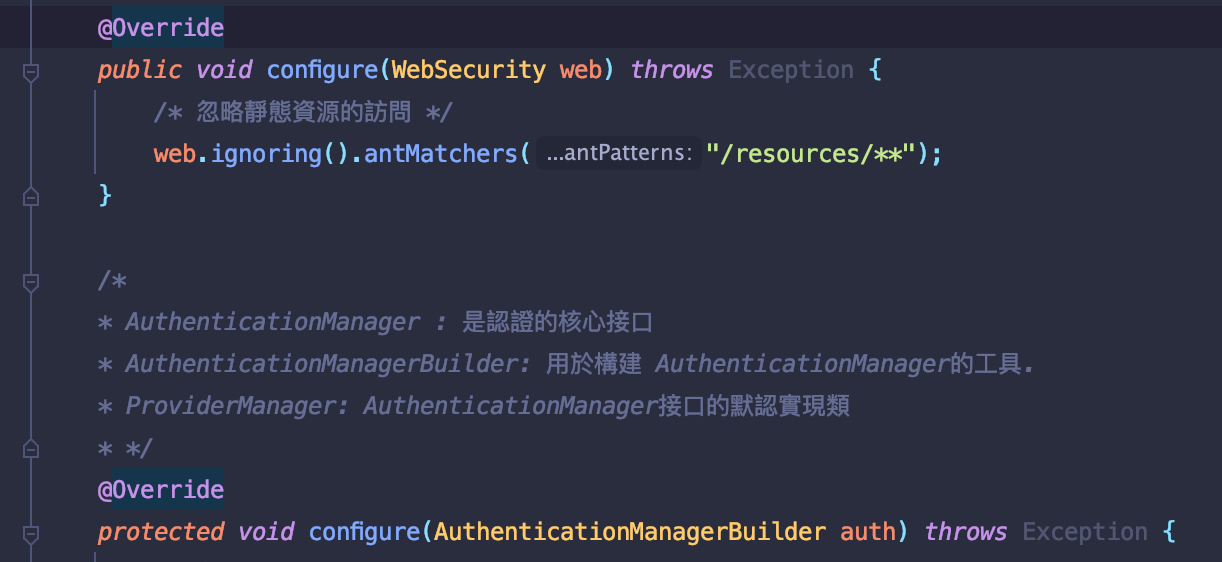 @Override
public void configure(WebSecurity web) throws Exception {
/* 忽略靜態資源的訪問 */
web.ignoring().antMatchers( ...antPatterns: "/resources/**");
}
/*
* AuthenticationManager : 是認證的核心接口
* AuthenticationManagerBuilder: 用於構建 AuthenticationManager的工具.
* ProviderManager: AuthenticationManager接口的默認實現類
* */
@Override
protected void configure(AuthenticationManagerBuilder auth) throws Exception {